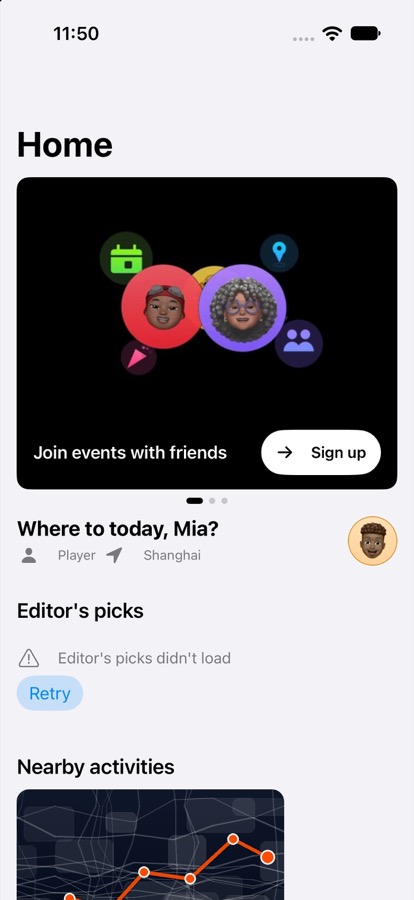 11:50
Home
Join events with friends
Sign up
Where to today, Mia?
Player Shanghai
Editor's picks
Editor's picks didn't load
Retry
Nearby activities